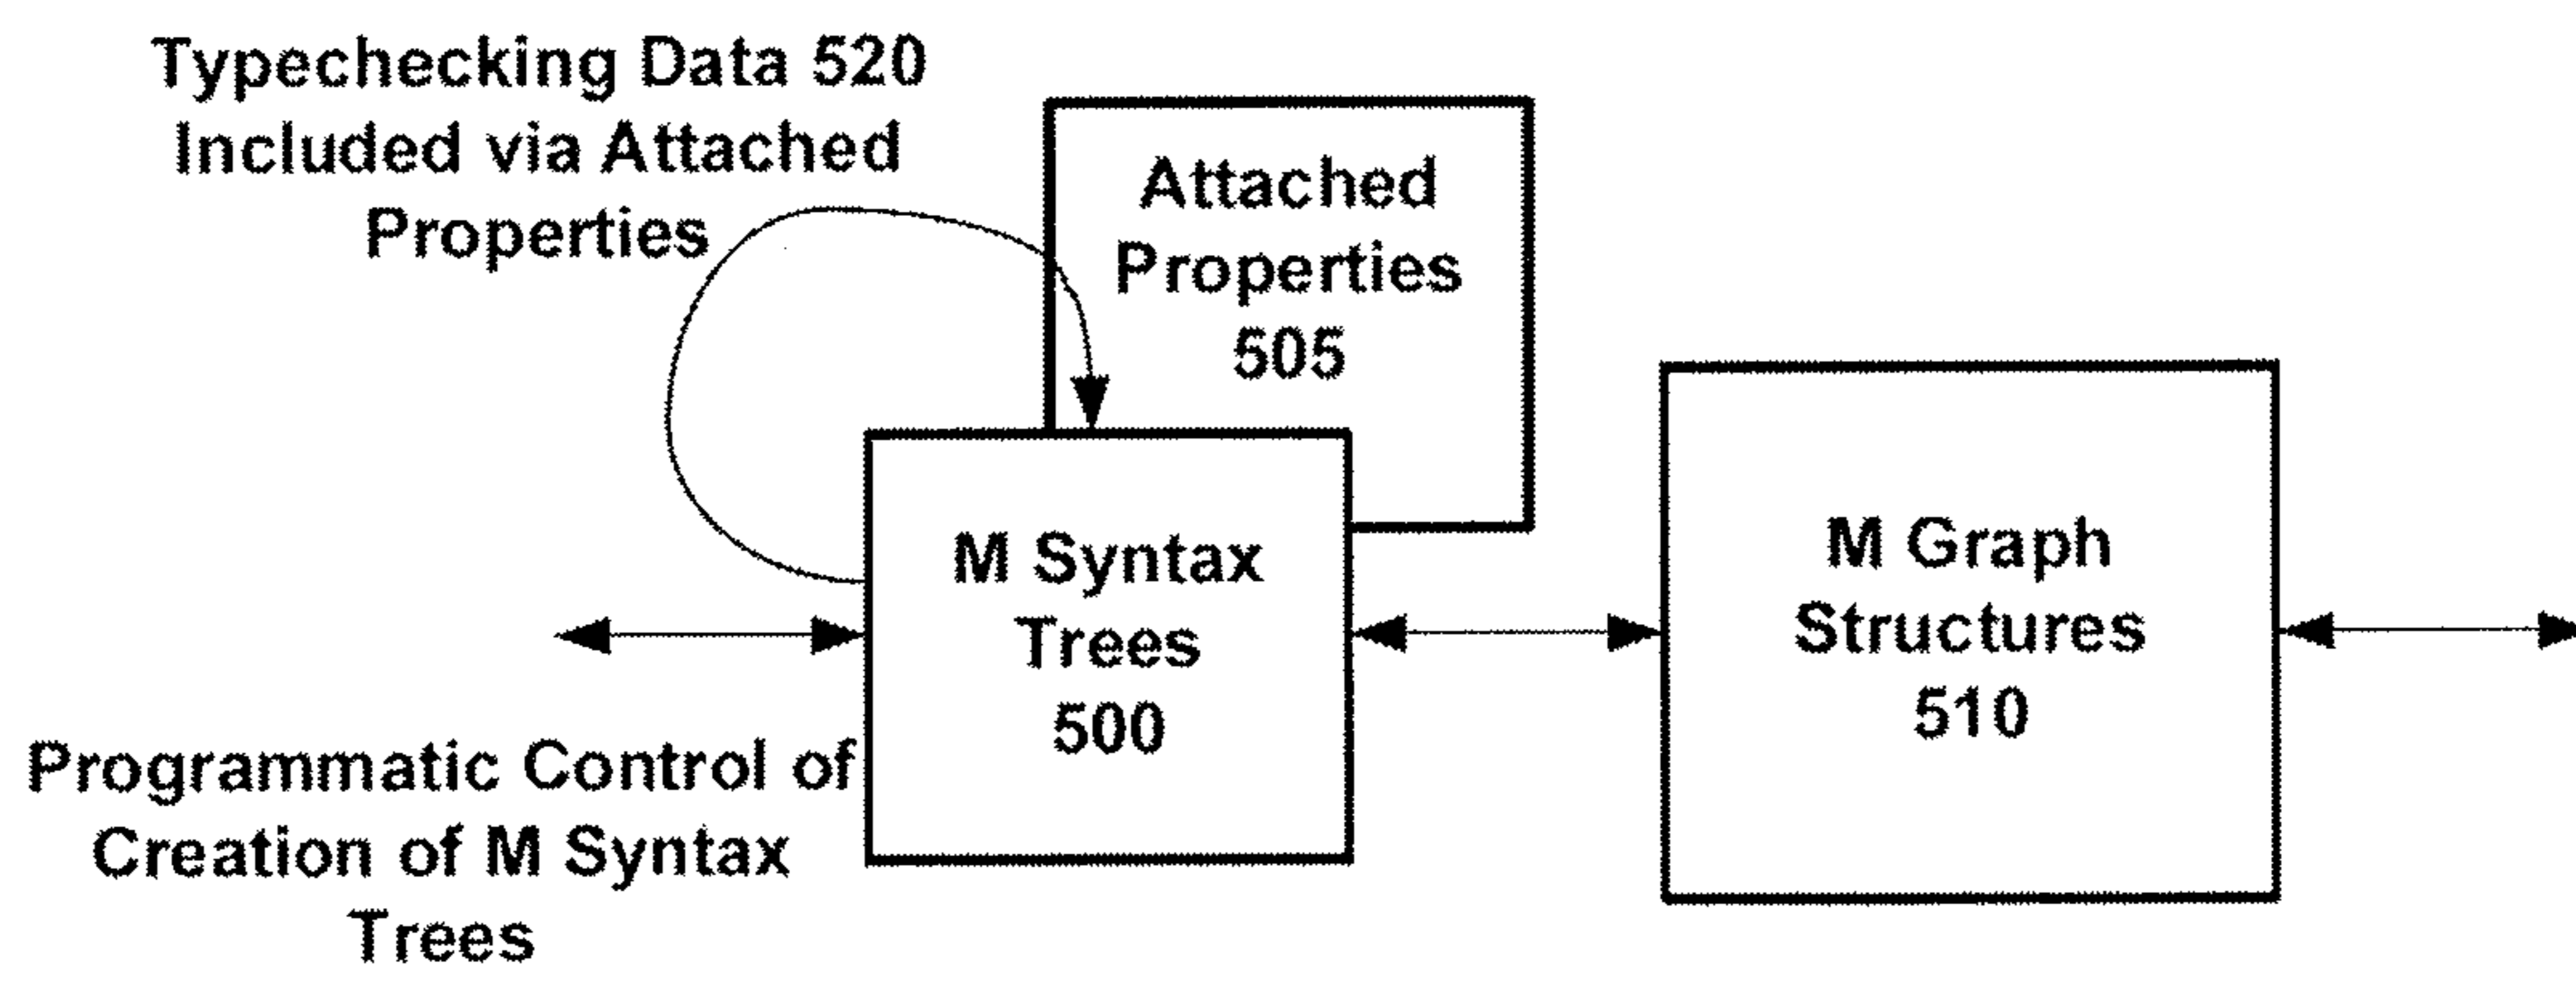 Typechecking Data 520
Included via Attached
Properties
Attached
Properties
505
M Syntax
Trees
500
M Graph
Structures
510
Programmatic Control of
Creation of M Syntax
Trees